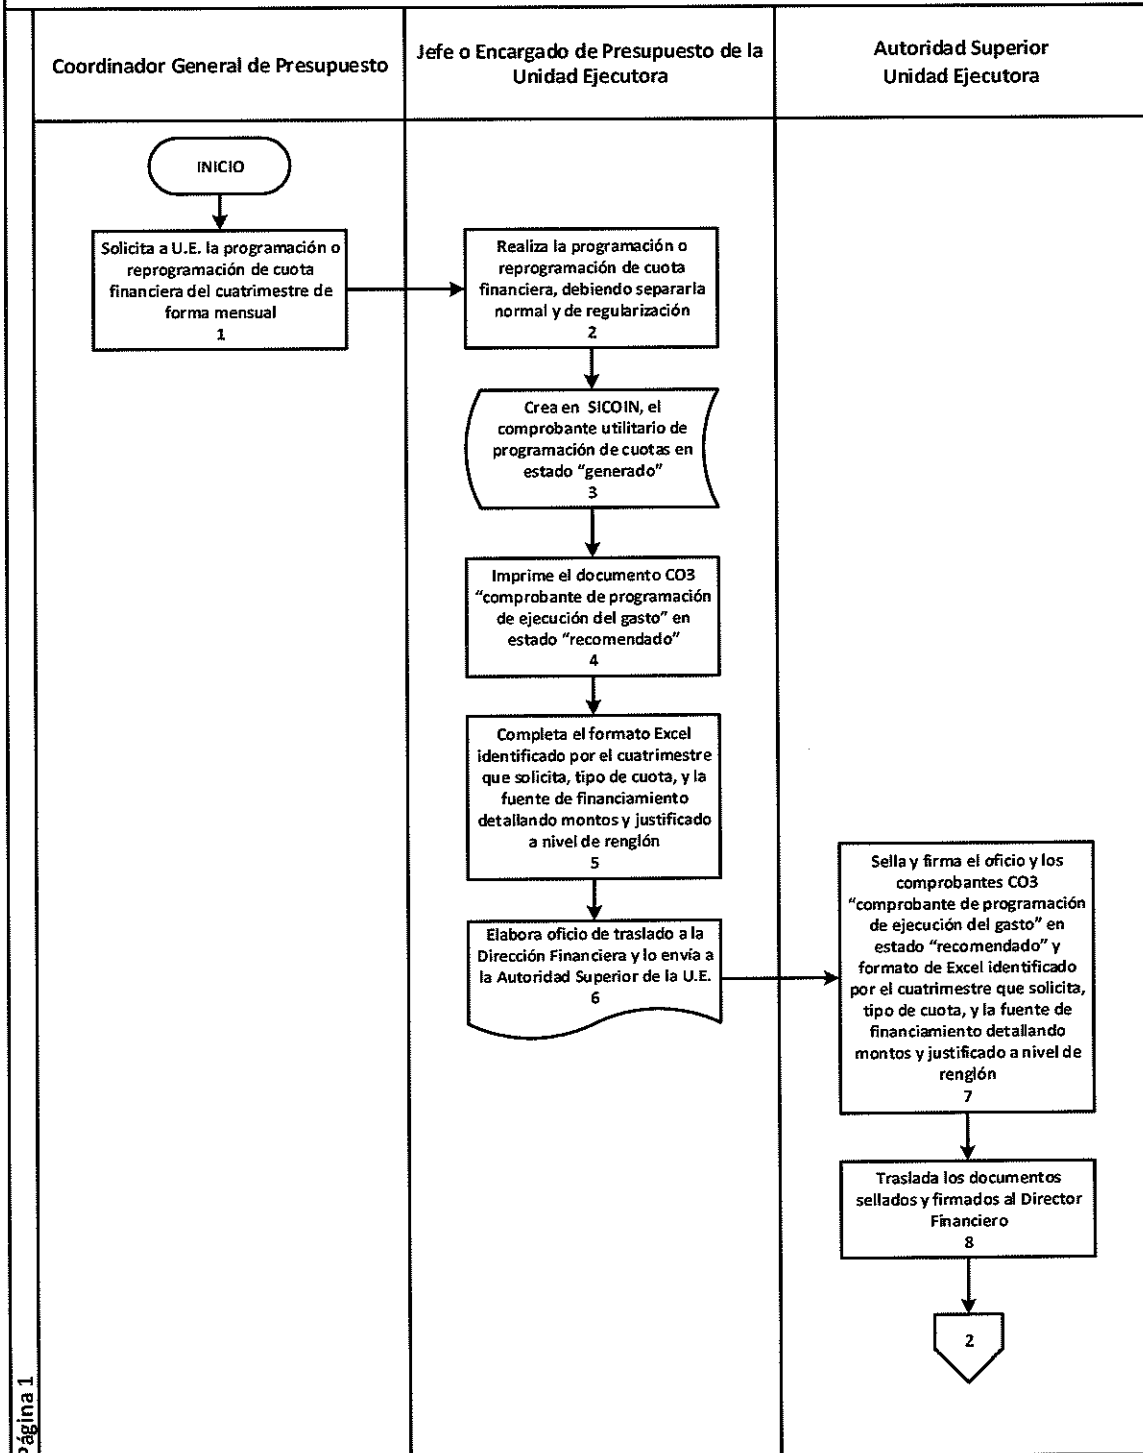 Coordinador General de Presupuesto
Jefe o Encargado de Presupuesto de la
Unidad Ejecutora
Autoridad Superior
Unidad Ejecutora
INICIO
Solicita a U.E. la programación o
reprogramación de cuota
financiera del cuatrimestre de
forma mensual
1
Realiza la programación o
reprogramación de cuota
financiera, debiendo separarla
normal y de regularización
2
Crea en SICOIN, el
comprobante utilitario de
programación de cuotas en
estado "generado"
3
Imprime el documento CO3
"comprobante de programación
de ejecución del gasto" en
estado "recomendado"
4
Completa el formato Excel
identificado por el cuatrimestre
que solicita, tipo de cuota, y la
fuente de financiamiento
detallando montos y justificado
a nivel de renglón
5
Elabora oficio de traslado a la
Dirección Financiera y lo envía a
la Autoridad Superior de la U.E.
6
Sella y firma el oficio y los
comprobantes CO3
"comprobante de programación
de ejecución del gasto" en
estado "recomendado" y
formato de Excel identificado
por el cuatrimestre que solicita,
tipo de cuota, y la fuente de
financiamiento detallando
montos y justificado a nivel de
renglón
7
Traslada los documentos
sellados y firmados al Director
Financiero
8
2
Página 1